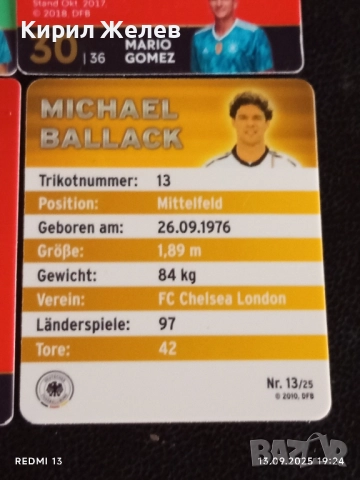 Кирил Желев
Stand Okt. 2017.
© 2018, DFB
30 | 36
MARIO
GOMEZ
MICHAEL
BALLACK
Trikotnummer: 13
Position: Mittelfeld
Geboren am: 26.09.1976
Größe: 1,89 m
Gewicht: 84 kg
Verein: FC Chelsea London
Länderspiele: 97
Tore: 42
Nr. 13/25
© 2010, DFB
REDMI 13
13.09.2025 19:24
bazar